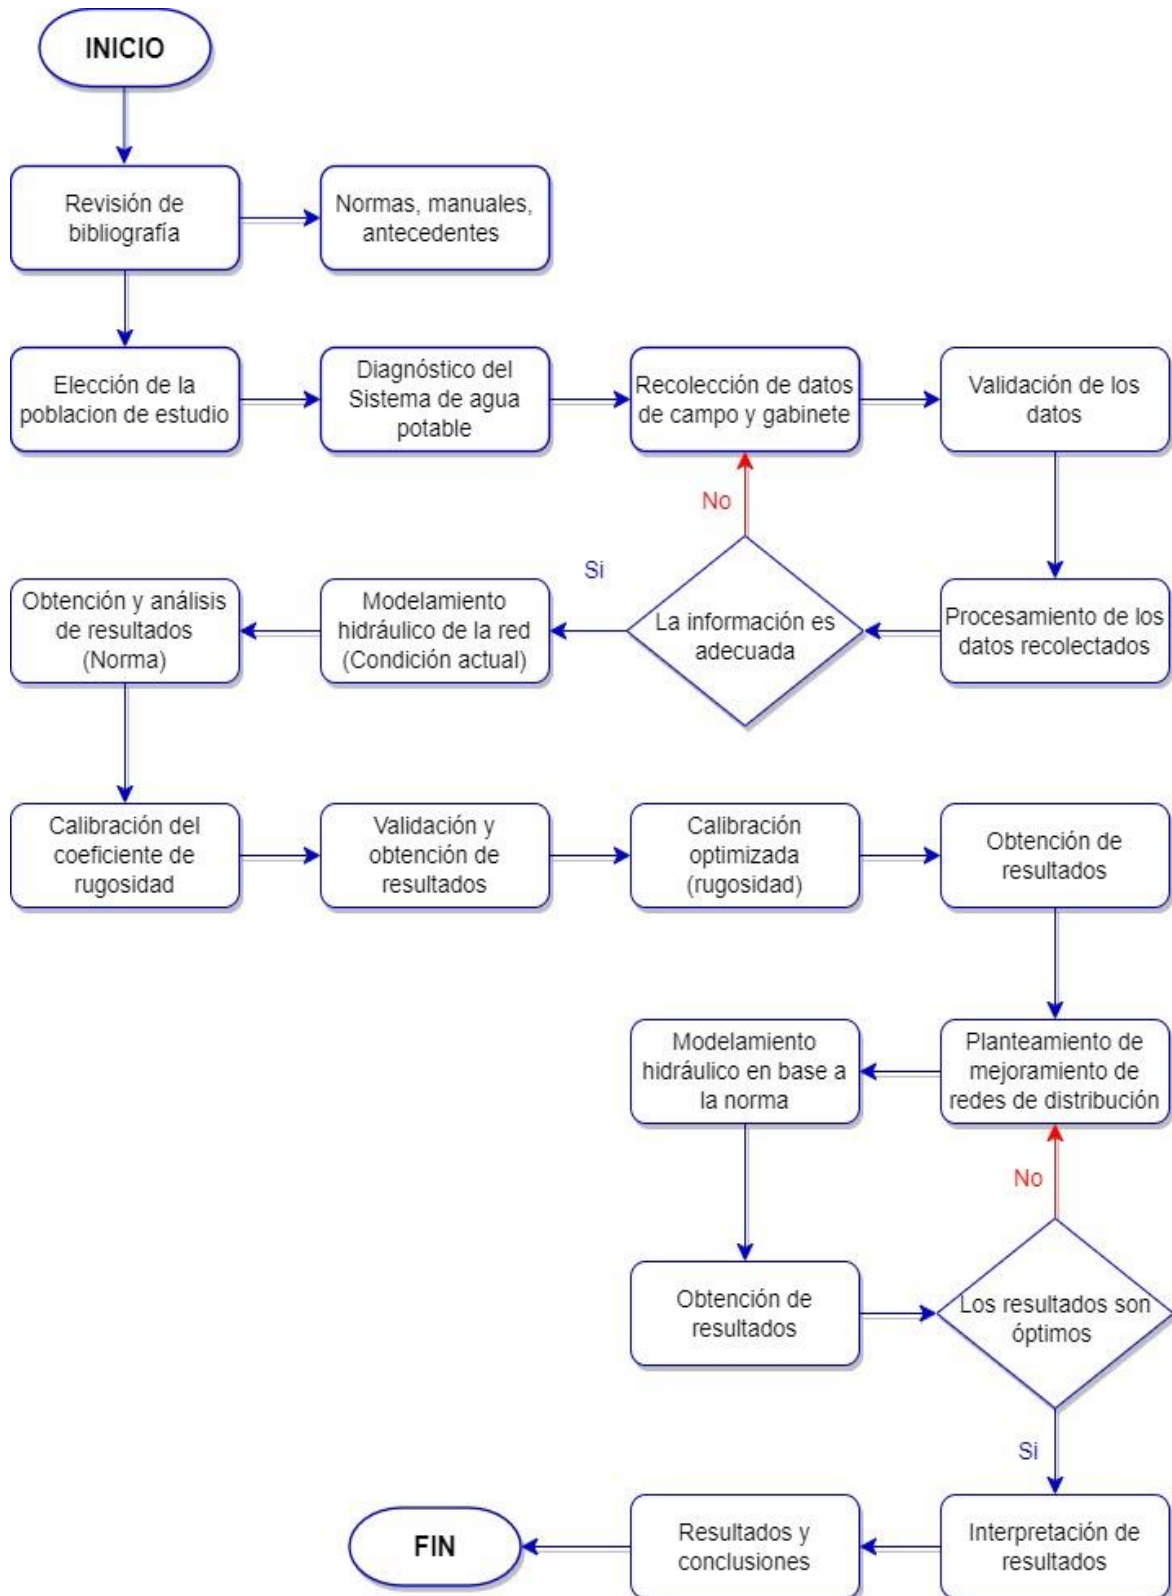 INICIO
Revisión de
bibliografía
Normas, manuales,
antecedentes
Elección de la
poblacion de estudio
Diagnóstico del
Sistema de agua
potable
Recolección de datos
de campo y gabinete
Validación de los
datos
Procesamiento de los
datos recolectados
La información es
adecuada
No
Si
Modelamiento
hidráulico de la red
(Condición actual)
Obtención y análisis
de resultados
(Norma)
Calibración del
coeficiente de
rugosidad
Validación y
obtención de
resultados
Calibración
optimizada
(rugosidad)
Obtención de
resultados
Planteamiento de
mejoramiento de
redes de distribución
Modelamiento
hidráulico en base a
la norma
Obtención de
resultados
Los resultados son
óptimos
No
Si
Interpretación de
resultados
Resultados y
conclusiones
FIN